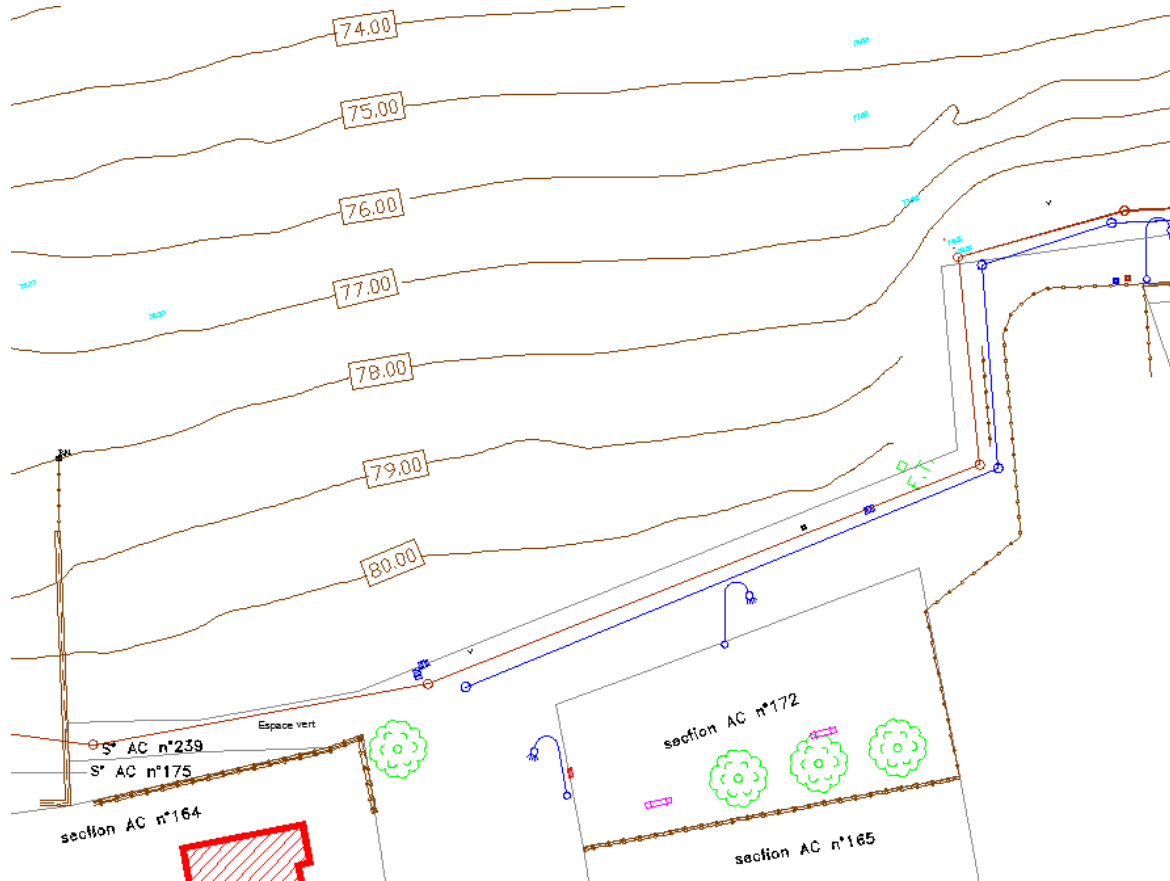 74.00
75.00
76.00
77.00
78.00
79.00
80.00
Espace vert
S° AC n°239
S° AC n°175
section AC n°164
section AC n°172
section AC n°165